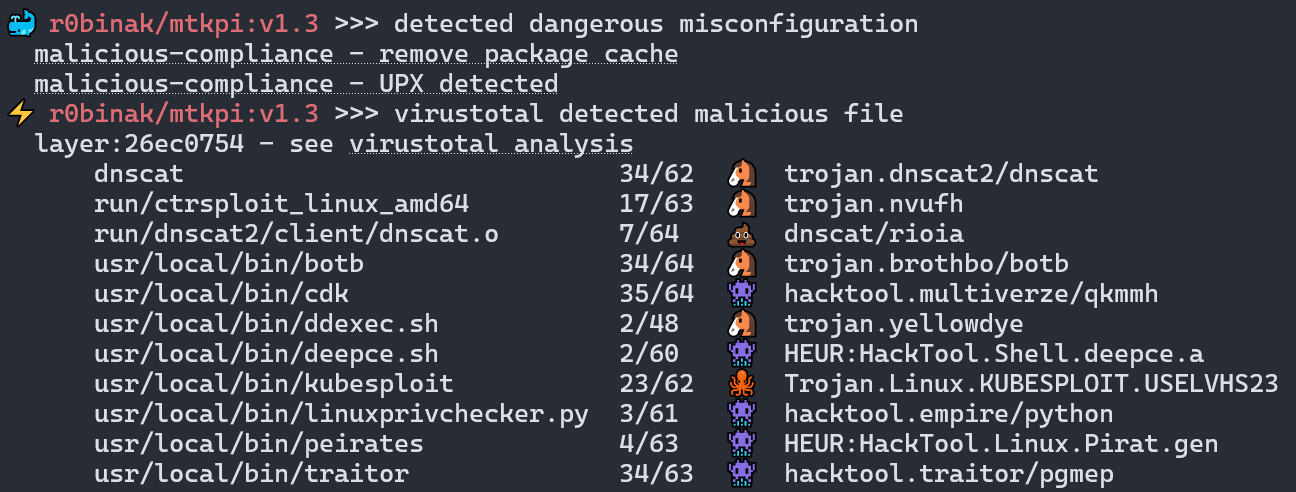 r0binak/mtkpi:v1.3 >>> detected dangerous misconfiguration
malicious-compliance - remove package cache
malicious-compliance - UPX detected
r0binak/mtkpi:v1.3 >>> virustotal detected malicious file
layer:26ec0754 - see virustotal analysis
dnscat 34/62 trojan.dnscat2/dnscat
run/ctrsploit_linux_amd64 17/63 trojan.nvufh
run/dnscat2/client/dnscat.o 7/64 dnscat/rioia
usr/local/bin/botb 34/64 trojan.brothbo/botb
usr/local/bin/cdk 35/64 hacktool.multiverze/qkmmh
usr/local/bin/ddexec.sh 2/48 trojan.yellowdye
usr/local/bin/deepce.sh 2/60 HEUR:HackTool.Shell.deepce.a
usr/local/bin/kubesploit 23/62 Trojan.Linux.KUBESPLOIT.USELVHS23
usr/local/bin/linuxprivchecker.py 3/61 hacktool.empire/python
usr/local/bin/peirates 4/63 HEUR:HackTool.Linux.Pirat.gen
usr/local/bin/traitor 34/63 hacktool.traitor/pgmep